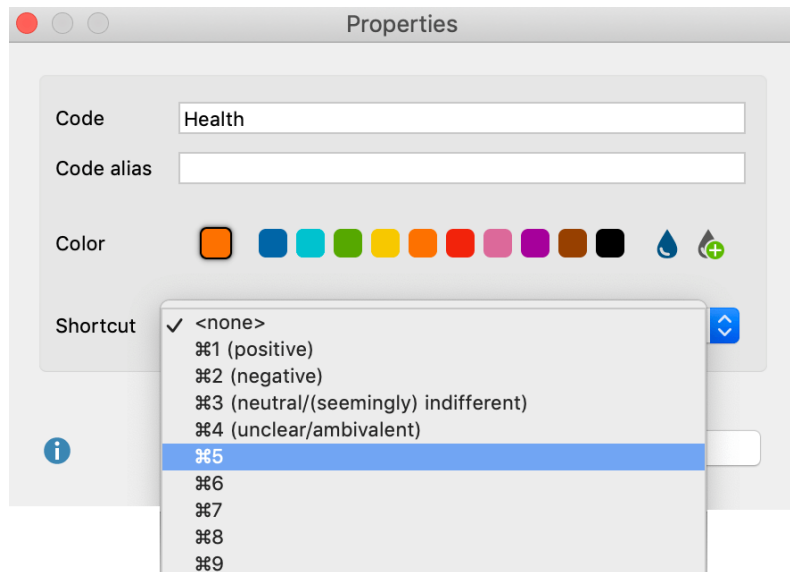 Properties
Code Health
Code alias
Color
Shortcut ✓ <none>
⌘1 (positive)
⌘2 (negative)
⌘3 (neutral/(seemingly) indifferent)
⌘4 (unclear/ambivalent)
⌘5
⌘6
⌘7
⌘8
⌘9